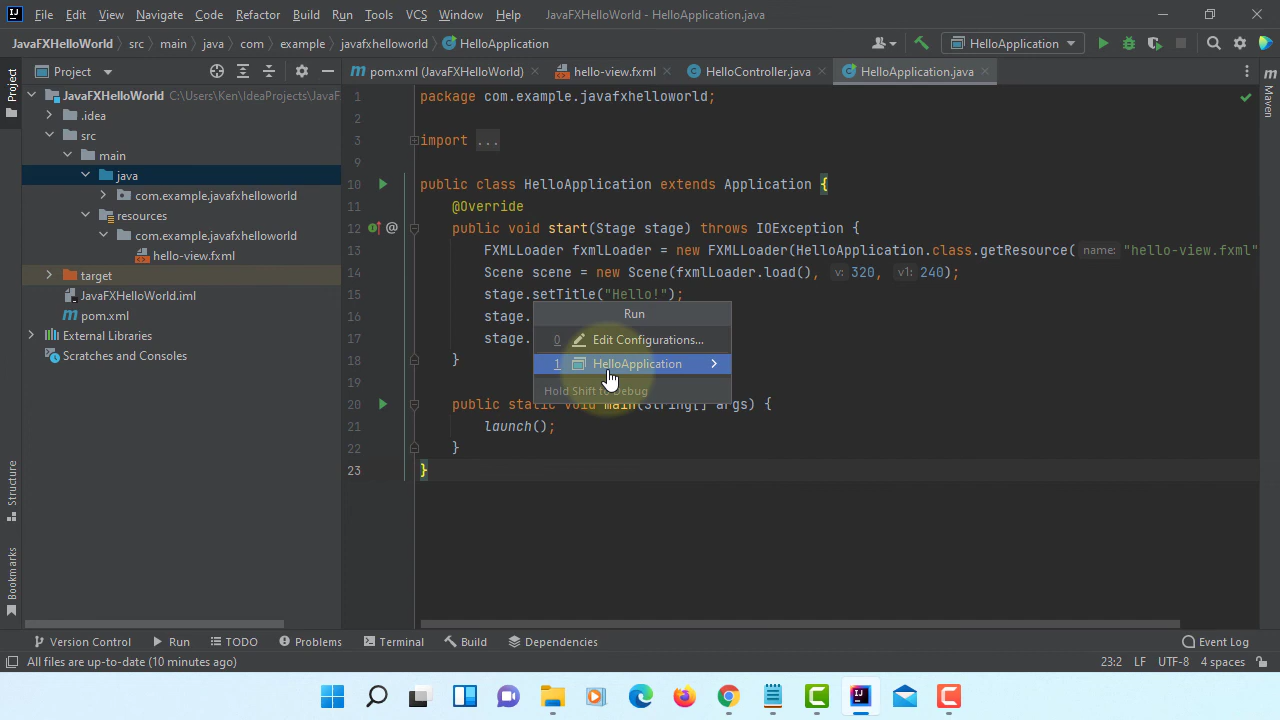 File Edit View Navigate Code Refactor Build Run Tools VCS Window Help JavaFXHelloWorld - HelloApplication.java
JavaFXHelloWorld src main java com example javafxhelloworld HelloApplication HelloApplication
Project pom.xml (JavaFXHelloWorld) hello-view.fxml HelloController.java HelloApplication.java
Project
Maven
JavaFXHelloWorld C:\Users\Ken\IdeaProjects\JavaF
.idea
src
main
java
com.example.javafxhelloworld
resources
com.example.javafxhelloworld
hello-view.fxml
target
JavaFXHelloWorld.iml
pom.xml
External Libraries
Scratches and Consoles
Structure
Bookmarks
1 package com.example.javafxhelloworld;
2
3 import ...
9
10 public class HelloApplication extends Application {
11 @Override
12 @ public void start(Stage stage) throws IOException {
13 FXMLLoader fxmlLoader = new FXMLLoader(HelloApplication.class.getResource( name: "hello-view.fxml"
14 Scene scene = new Scene(fxmlLoader.load(), v: 320, v1: 240);
15 stage.setTitle("Hello!");
16 stage.
17 stage.
18 }
19
20 public static void main(String[] args) {
21 launch();
22 }
23 }
Run
0 Edit Configurations...
1 HelloApplication
Hold Shift to Debug
Version Control Run TODO Problems Terminal Build Dependencies Event Log
All files are up-to-date (10 minutes ago) 23:2 LF UTF-8 4 spaces